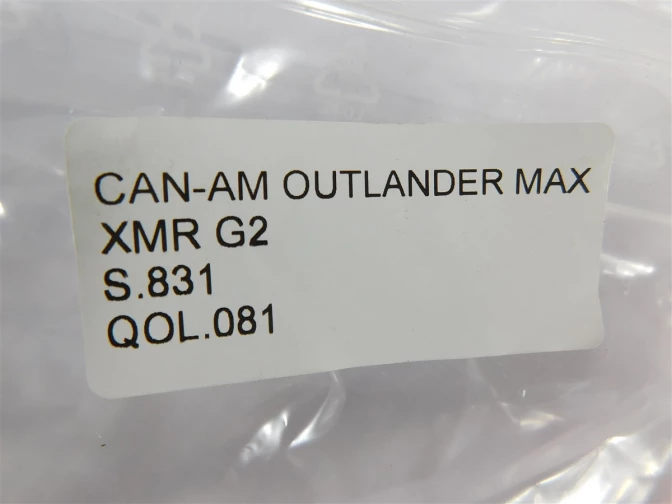 CAN-AM OUTLANDER MAX
XMR G2
S.831
QOL.081